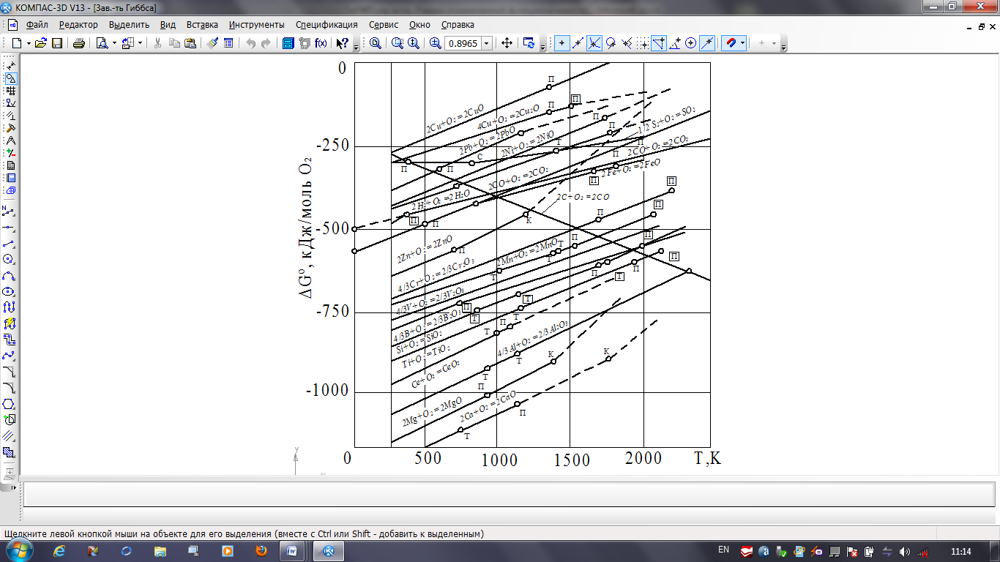 КОМПАС-3D V13 - [Зав.-ть Гиббса]
Файл Редактор Выделить Вид Вставка Инструменты Спецификация Сервис Окно Справка
f(x) 0.8965
0
-250
-500
-750
-1000
ΔG°, кДж/моль O₂
0 500 1000 1500 2000 T,K
2Cu+O₂=2CuO
4Cu+O₂=2Cu₂O
2Pb+O₂=2PbO
2Ni+O₂=2NiO
1/2 S₂+O₂=SO₂
2CO+O₂=2CO₂
2CO+O₂=2CO₂
2Fe+O₂=2FeO
2H₂+O₂=2H₂O
2C+O₂=2CO
2Zn+O₂=2ZnO
4/3Cr+O₂=2/3Cr₂O₃
2Mn+O₂=2MnO
4/3V+O₂=2/3V₂O₃
4/3B+O₂=2/3B₂O₃
Si+O₂=SiO₂
Ti+O₂=TiO₂
Ce+O₂=CeO₂
4/3Al+O₂=2/3Al₂O₃
2Mg+O₂=2MgO
2Ca+O₂=2CaO
П
П
П
П
П
С
Т
П
П
П
П
П
П
П
К
П
П
П
П
Т
Т
П
Т
П
П
П
П
Т
П
Т
Т
Т
П
Т
Т
Т
К
К
П
П
Т
Y
Щелкните левой кнопкой мыши на объекте для его выделения (вместе с Ctrl или Shift - добавить к выделенным)
EN 11:14